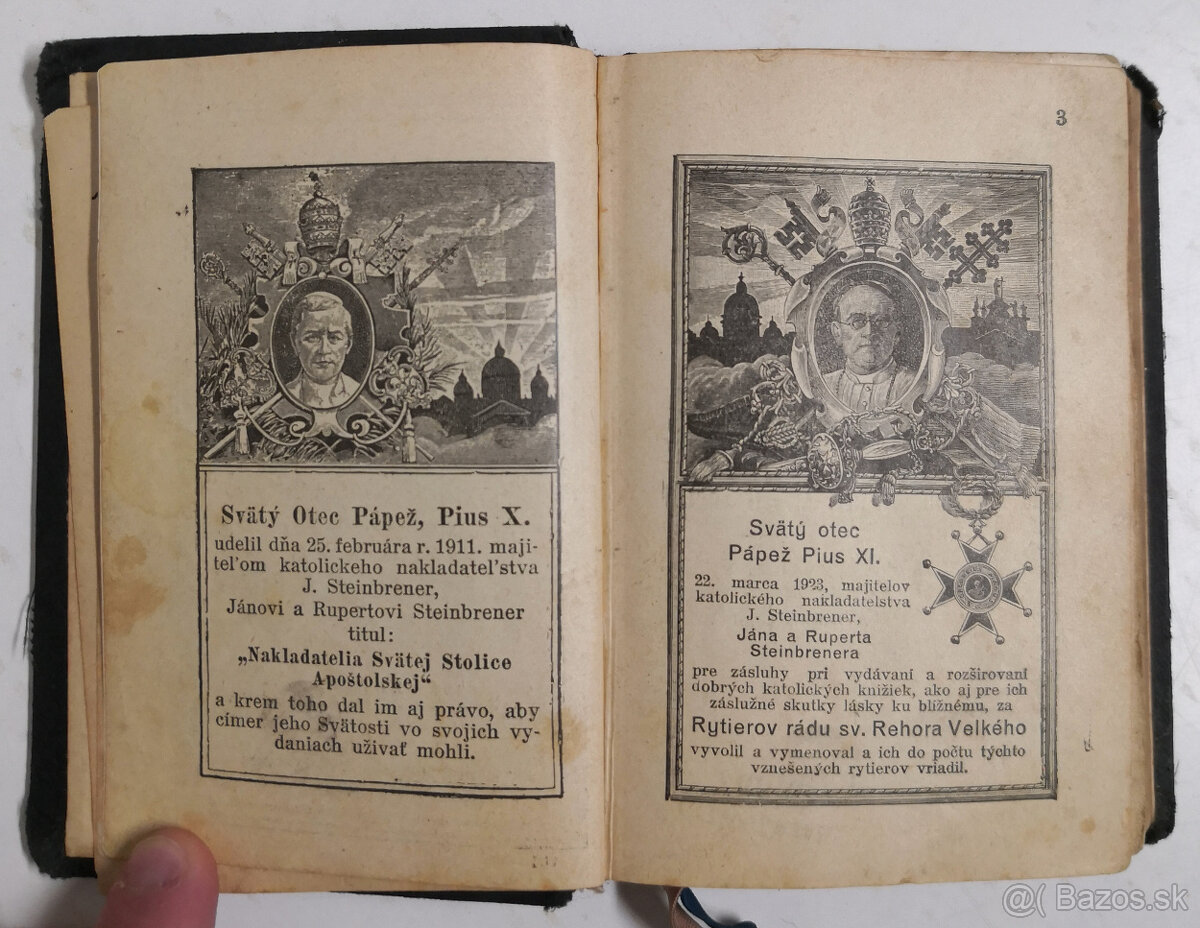 Svätý Otec Pápež, Pius X.
udelil dňa 25. februára r. 1911. maji-
teľom katolickeho nakladateľstva
J. Steinbrener,
Jánovi a Rupertovi Steinbrener
titul:
„Nakladatelia Svätej Stolice
Apoštolskej“
a krem toho dal im aj právo, aby
címer jeho Svätosti vo svojich vy-
daniach užívať mohli.
3
Svätý otec
Pápež Pius XI.
22. marca 1923, majitelov
katolického nakladatelstva
J. Steinbrener,
Jána a Ruperta
Steinbrenera
pre zásluhy pri vydávaní a rozširovaní
dobrých katolických knižiek, ako aj pre ich
záslužné skutky lásky ku blížnému, za
Rytierov rádu sv. Rehora Velkého
vyvolil a vymenoval a ich do počtu týchto
vznešených rytierov vriadil.
@( Bazos.sk